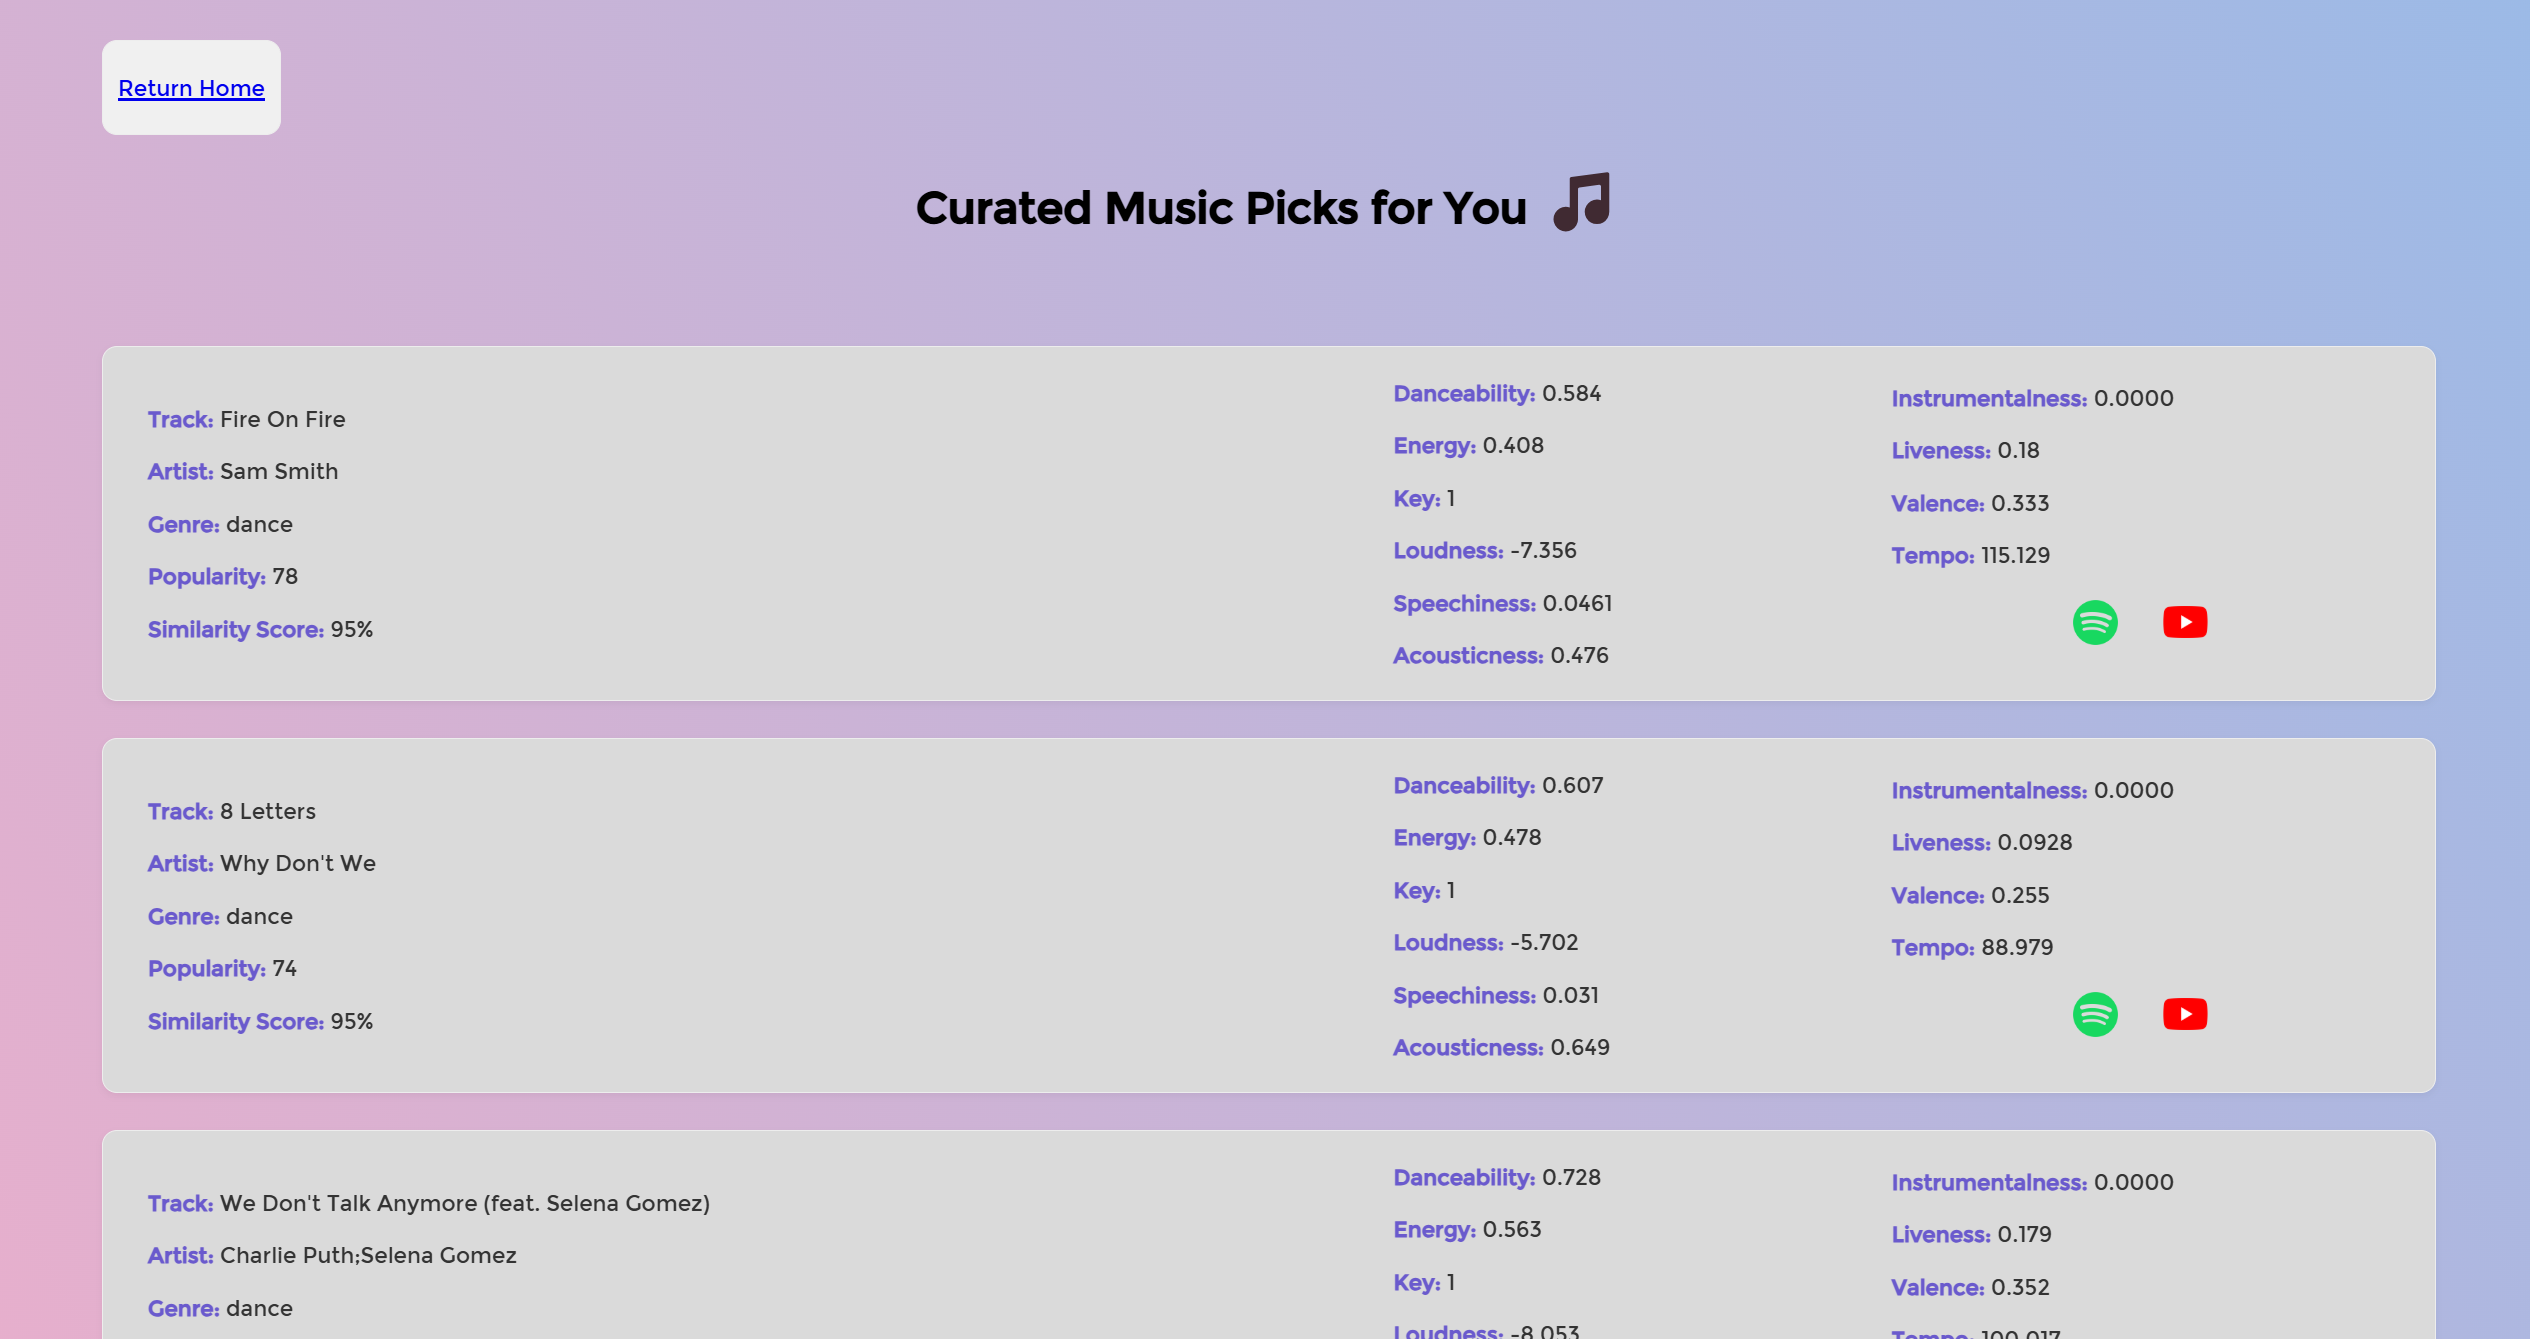 Return Home
Curated Music Picks for You
Track: Fire On Fire
Artist: Sam Smith
Genre: dance
Popularity: 78
Similarity Score: 95%
Danceability: 0.584
Energy: 0.408
Key: 1
Loudness: -7.356
Speechiness: 0.0461
Acousticness: 0.476
Instrumentalness: 0.0000
Liveness: 0.18
Valence: 0.333
Tempo: 115.129
Track: 8 Letters
Artist: Why Don't We
Genre: dance
Popularity: 74
Similarity Score: 95%
Danceability: 0.607
Energy: 0.478
Key: 1
Loudness: -5.702
Speechiness: 0.031
Acousticness: 0.649
Instrumentalness: 0.0000
Liveness: 0.0928
Valence: 0.255
Tempo: 88.979
Track: We Don't Talk Anymore (feat. Selena Gomez)
Artist: Charlie Puth;Selena Gomez
Genre: dance
Danceability: 0.728
Energy: 0.563
Key: 1
Loudness: -8.053
Instrumentalness: 0.0000
Liveness: 0.179
Valence: 0.352
Tempo: 100.017